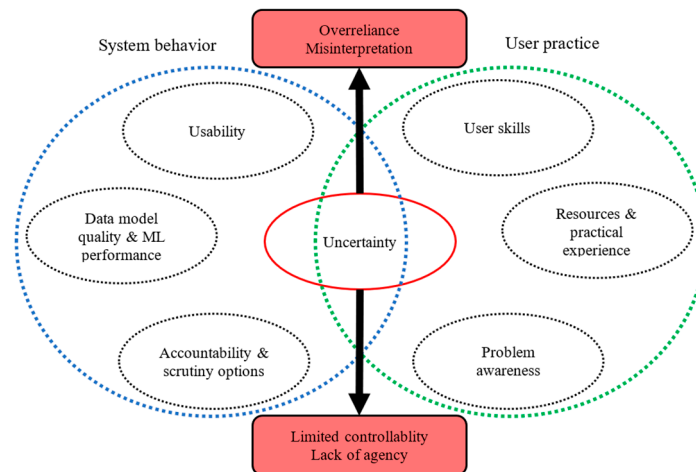 System behavior
Overreliance
Misinterpretation
User practice
Usability
User skills
Data model
quality & ML
performance
Uncertainty
Resources &
practical
experience
Accountability &
scrutiny options
Problem
awareness
Limited controllablity
Lack of agency